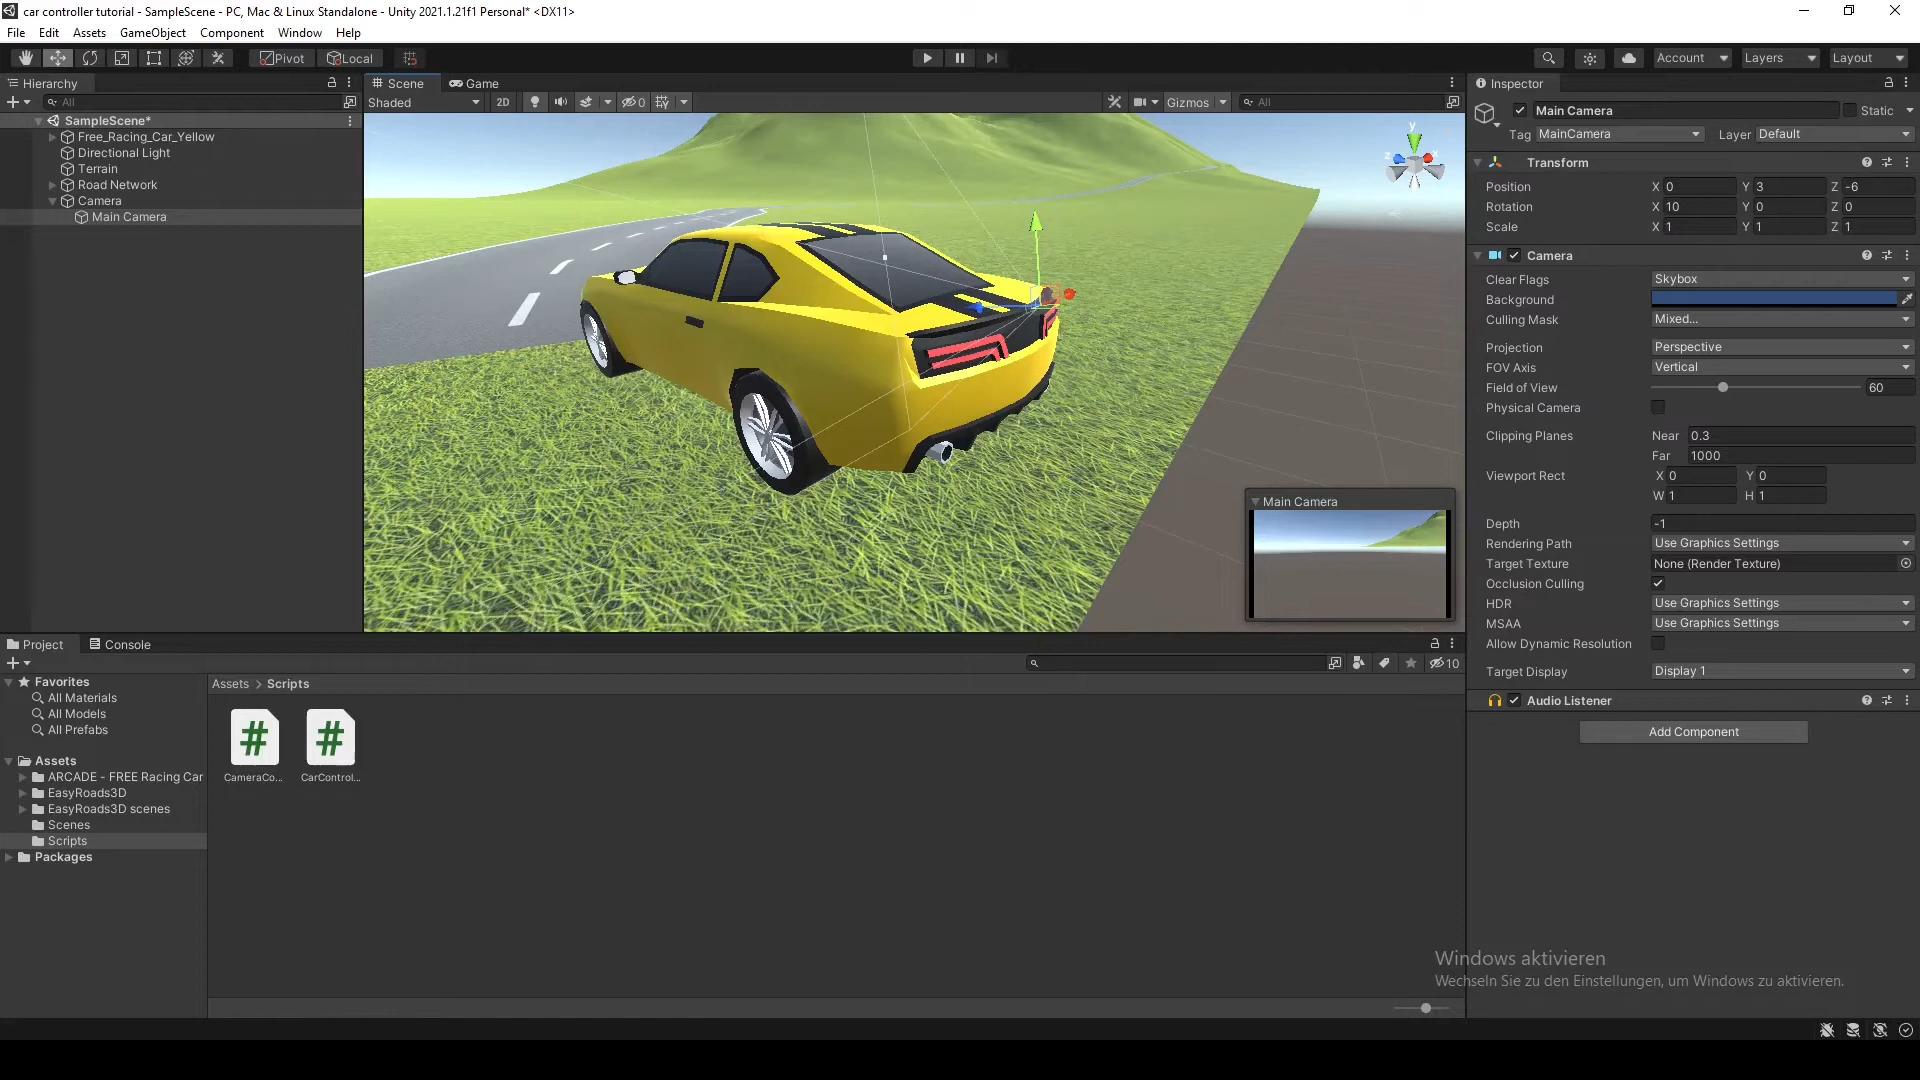 car controller tutorial - SampleScene - PC, Mac & Linux Standalone - Unity 2021.1.21f1 Personal* <DX11>
File Edit Assets GameObject Component Window Help
Pivot Local
Account Layers Layout
Hierarchy
All
SampleScene*
Free_Racing_Car_Yellow
Directional Light
Terrain
Road Network
Camera
Main Camera
Scene Game
Shaded 2D 0 Gizmos All
y
x
z
Main Camera
Inspector
Main Camera Static
Tag MainCamera Layer Default
Transform
Position X 0 Y 3 Z -6
Rotation X 10 Y 0 Z 0
Scale X 1 Y 1 Z 1
Camera
Clear Flags Skybox
Background
Culling Mask Mixed...
Projection Perspective
FOV Axis Vertical
Field of View 60
Physical Camera
Clipping Planes Near 0.3
Far 1000
Viewport Rect X 0 Y 0
W 1 H 1
Depth -1
Rendering Path Use Graphics Settings
Target Texture None (Render Texture)
Occlusion Culling
HDR Use Graphics Settings
MSAA Use Graphics Settings
Allow Dynamic Resolution
Target Display Display 1
Audio Listener
Add Component
Project Console
10
Favorites
All Materials
All Models
All Prefabs
Assets
ARCADE - FREE Racing Car
EasyRoads3D
EasyRoads3D scenes
Scenes
Scripts
Packages
Assets > Scripts
# #
CameraCo... CarControl...
Windows aktivieren
Wechseln Sie zu den Einstellungen, um Windows zu aktivieren.